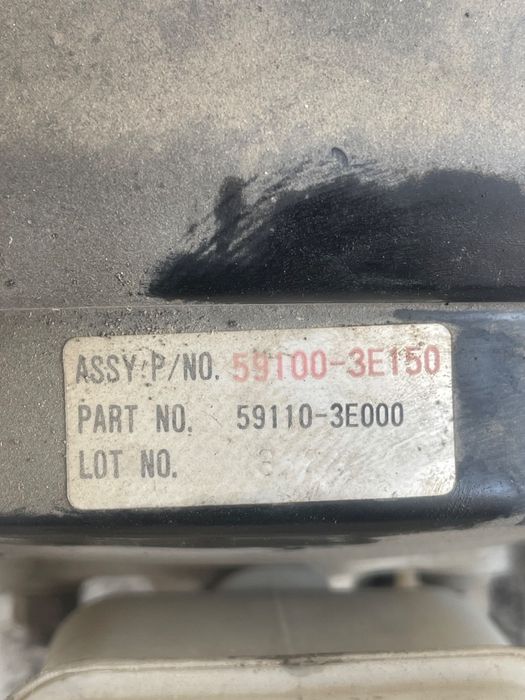 ASSY P/NO. 59100-3E150
PART NO. 59110-3E000
LOT NO.